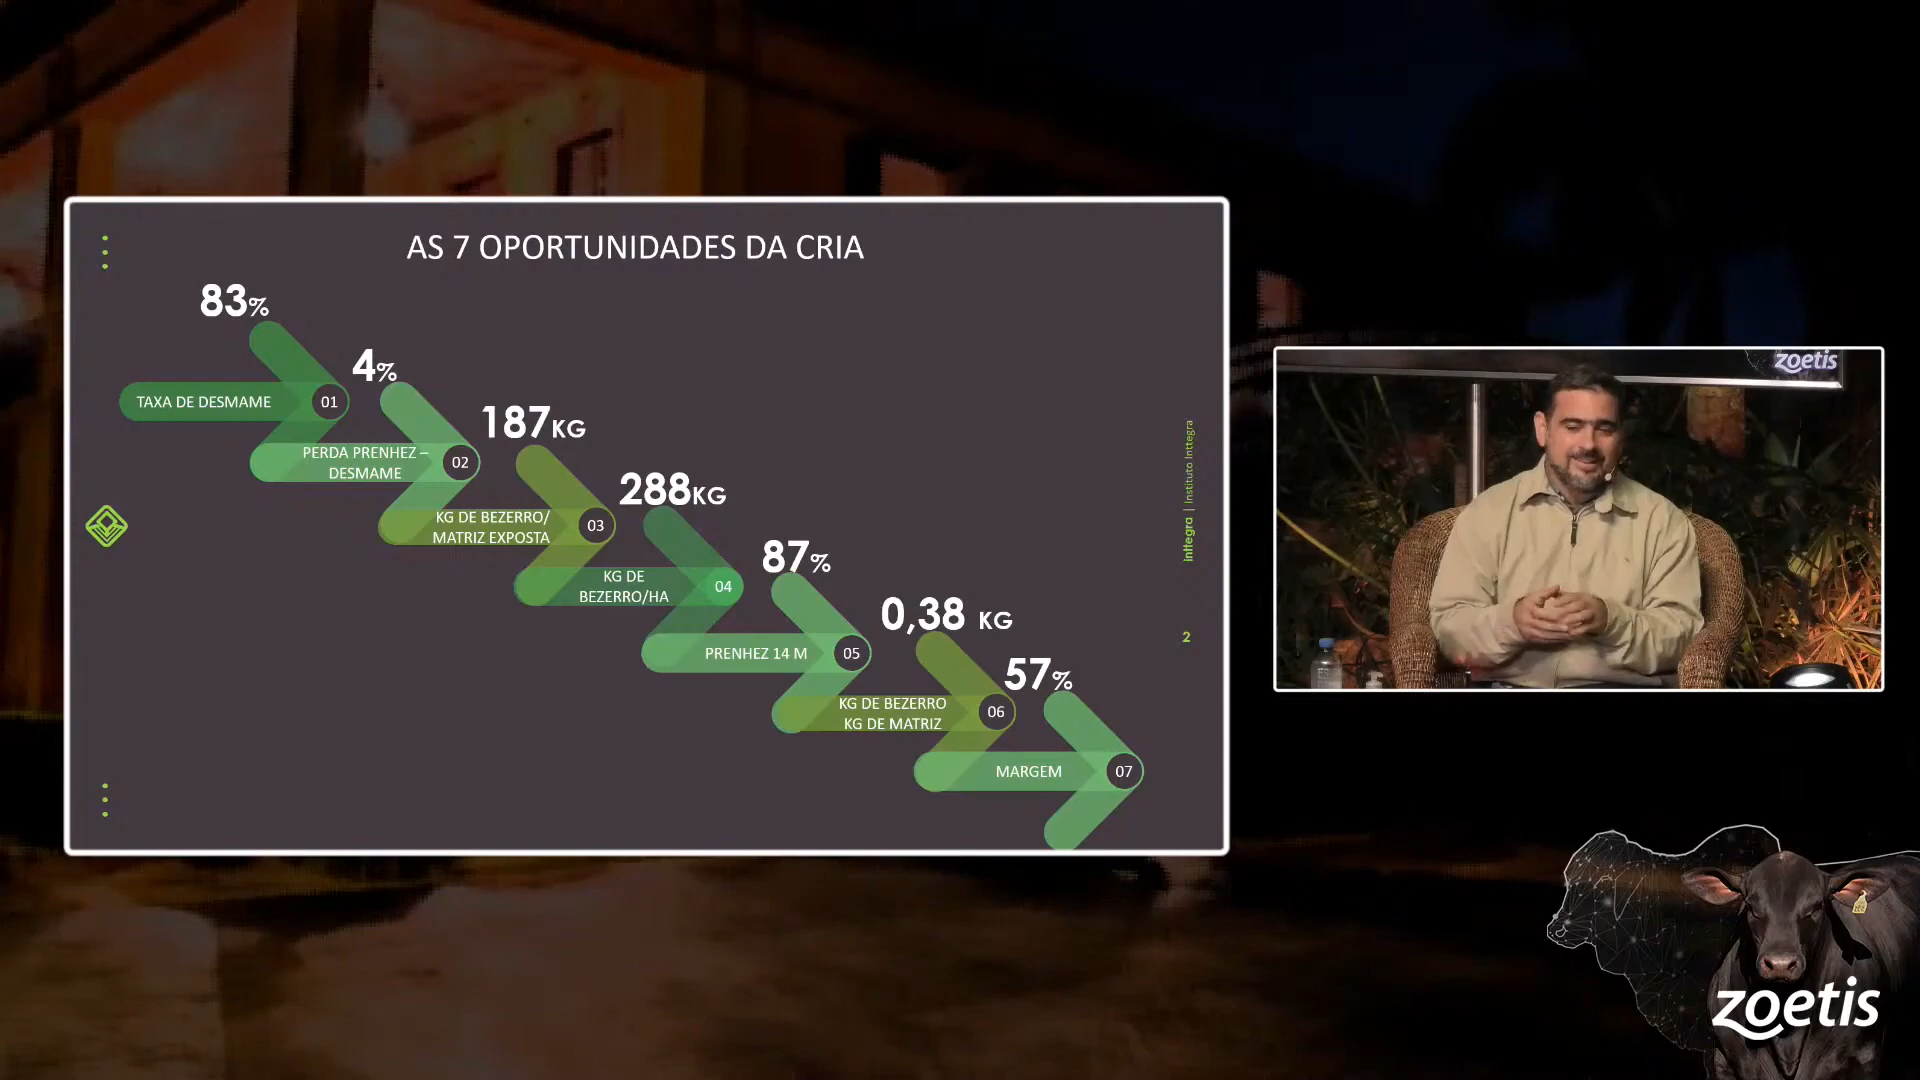 AS 7 OPORTUNIDADES DA CRIA
83%
TAXA DE DESMAME 01
4%
PERDA PRENHEZ –
DESMAME
02
187KG
KG DE BEZERRO/
MATRIZ EXPOSTA
03
288KG
KG DE
BEZERRO/HA
04
87%
PRENHEZ 14 M 05
0,38 KG
KG DE BEZERRO
KG DE MATRIZ
06
57%
MARGEM 07
inttegra | Instituto Inttegra
2
zoetis
zoetis